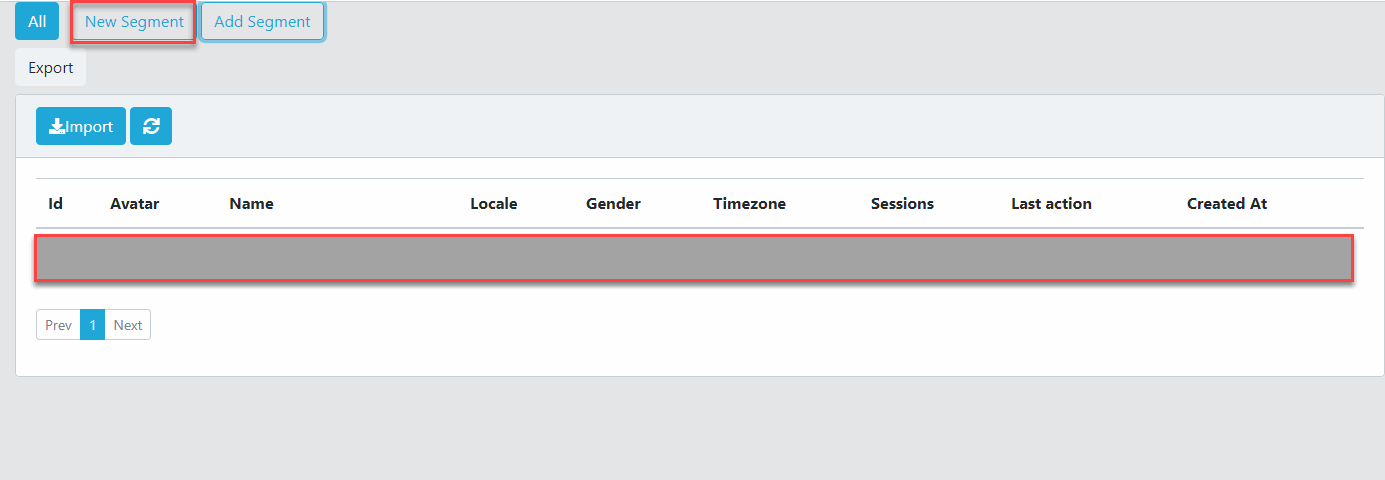 All New Segment Add Segment
Export
Import
Id Avatar Name Locale Gender Timezone Sessions Last action Created At
Prev 1 Next